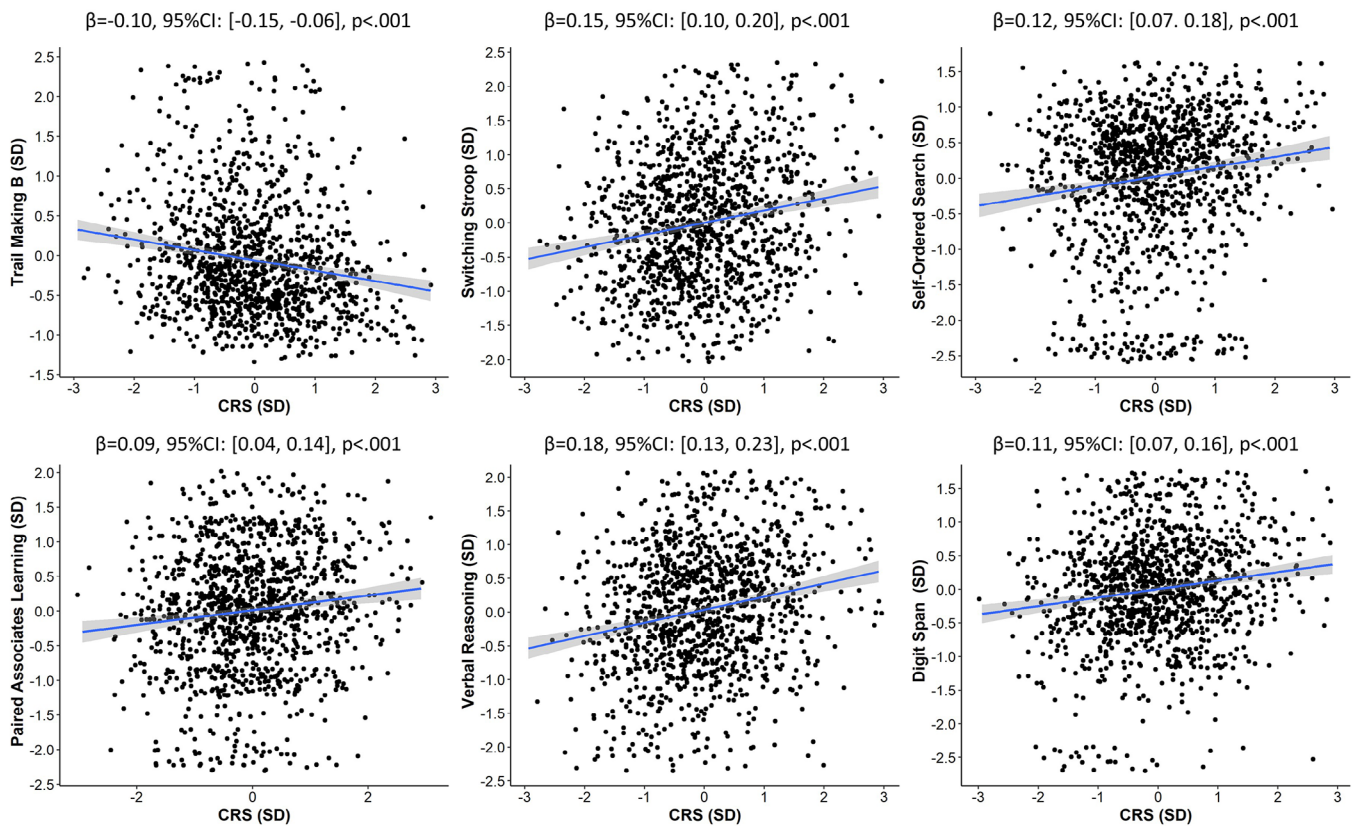 β=-0.10, 95%CI: [-0.15, -0.06], p<.001
β=0.15, 95%CI: [0.10, 0.20], p<.001
β=0.12, 95%CI: [0.07. 0.18], p<.001
Trail Making B (SD)
2.5
2.0
1.5
1.0
0.5
0.0
-0.5
-1.0
-1.5
-3 -2 -1 0 1 2 3
CRS (SD)
Switching Stroop (SD)
2.5
2.0
1.5
1.0
0.5
0.0
-0.5
-1.0
-1.5
-2.0
-3 -2 -1 0 1 2 3
CRS (SD)
Self-Ordered Search (SD)
1.5
1.0
0.5
0.0
-0.5
-1.0
-1.5
-2.0
-2.5
-3 -2 -1 0 1 2 3
CRS (SD)
β=0.09, 95%CI: [0.04, 0.14], p<.001
β=0.18, 95%CI: [0.13, 0.23], p<.001
β=0.11, 95%CI: [0.07, 0.16], p<.001
Paired Associates Learning (SD)
2.0
1.5
1.0
0.5
0.0
-0.5
-1.0
-1.5
-2.0
-2.5
-2 0 2
CRS (SD)
Verbal Reasoning (SD)
2.0
1.5
1.0
0.5
0.0
-0.5
-1.0
-1.5
-2.0
-2.5
-3 -2 -1 0 1 2 3
CRS (SD)
Digit Span (SD)
1.5
1.0
0.5
0.0
-0.5
-1.0
-1.5
-2.0
-2.5
-3 -2 -1 0 1 2 3
CRS (SD)